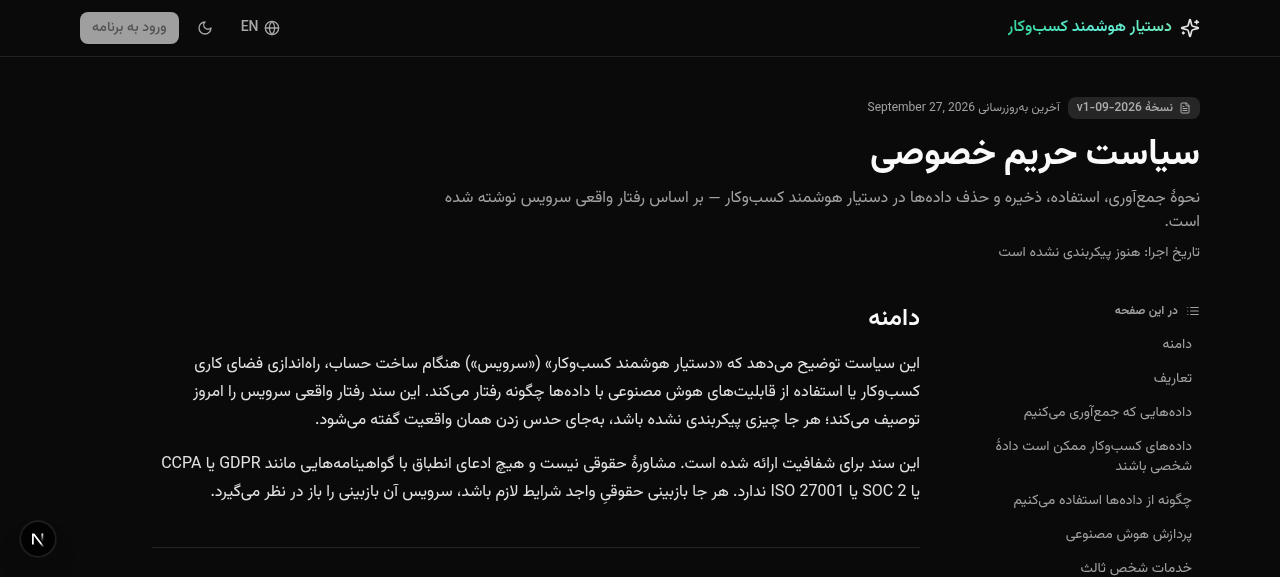 دستیار هوشمند کسب‌وکار
EN
ورود به برنامه
نسخهٔ v1-09-2026
آخرین به‌روزرسانی September 27, 2026
سیاست حریم خصوصی
نحوهٔ جمع‌آوری، استفاده، ذخیره و حذف داده‌ها در دستیار هوشمند کسب‌وکار — بر اساس رفتار واقعی سرویس نوشته شده
است.
تاریخ اجرا: هنوز پیکربندی نشده است
در این صفحه
دامنه
تعاریف
داده‌هایی که جمع‌آوری می‌کنیم
داده‌های کسب‌وکار ممکن است دادهٔ
شخصی باشند
چگونه از داده‌ها استفاده می‌کنیم
پردازش هوش مصنوعی
خدمات شخص ثالث
دامنه
این سیاست توضیح می‌دهد که «دستیار هوشمند کسب‌وکار» («سرویس») هنگام ساخت حساب، راه‌اندازی فضای کاری
کسب‌وکار یا استفاده از قابلیت‌های هوش مصنوعی با داده‌ها چگونه رفتار می‌کند. این سند رفتار واقعی سرویس را امروز
توصیف می‌کند؛ هر جا چیزی پیکربندی نشده باشد، به‌جای حدس زدن همان واقعیت گفته می‌شود.
این سند برای شفافیت ارائه شده است. مشاورهٔ حقوقی نیست و هیچ ادعای انطباق با گواهینامه‌هایی مانند GDPR یا CCPA
یا SOC 2 یا ISO 27001 ندارد. هر جا بازبینی حقوقیِ واجد شرایط لازم باشد، سرویس آن بازبینی را باز در نظر می‌گیرد.
N